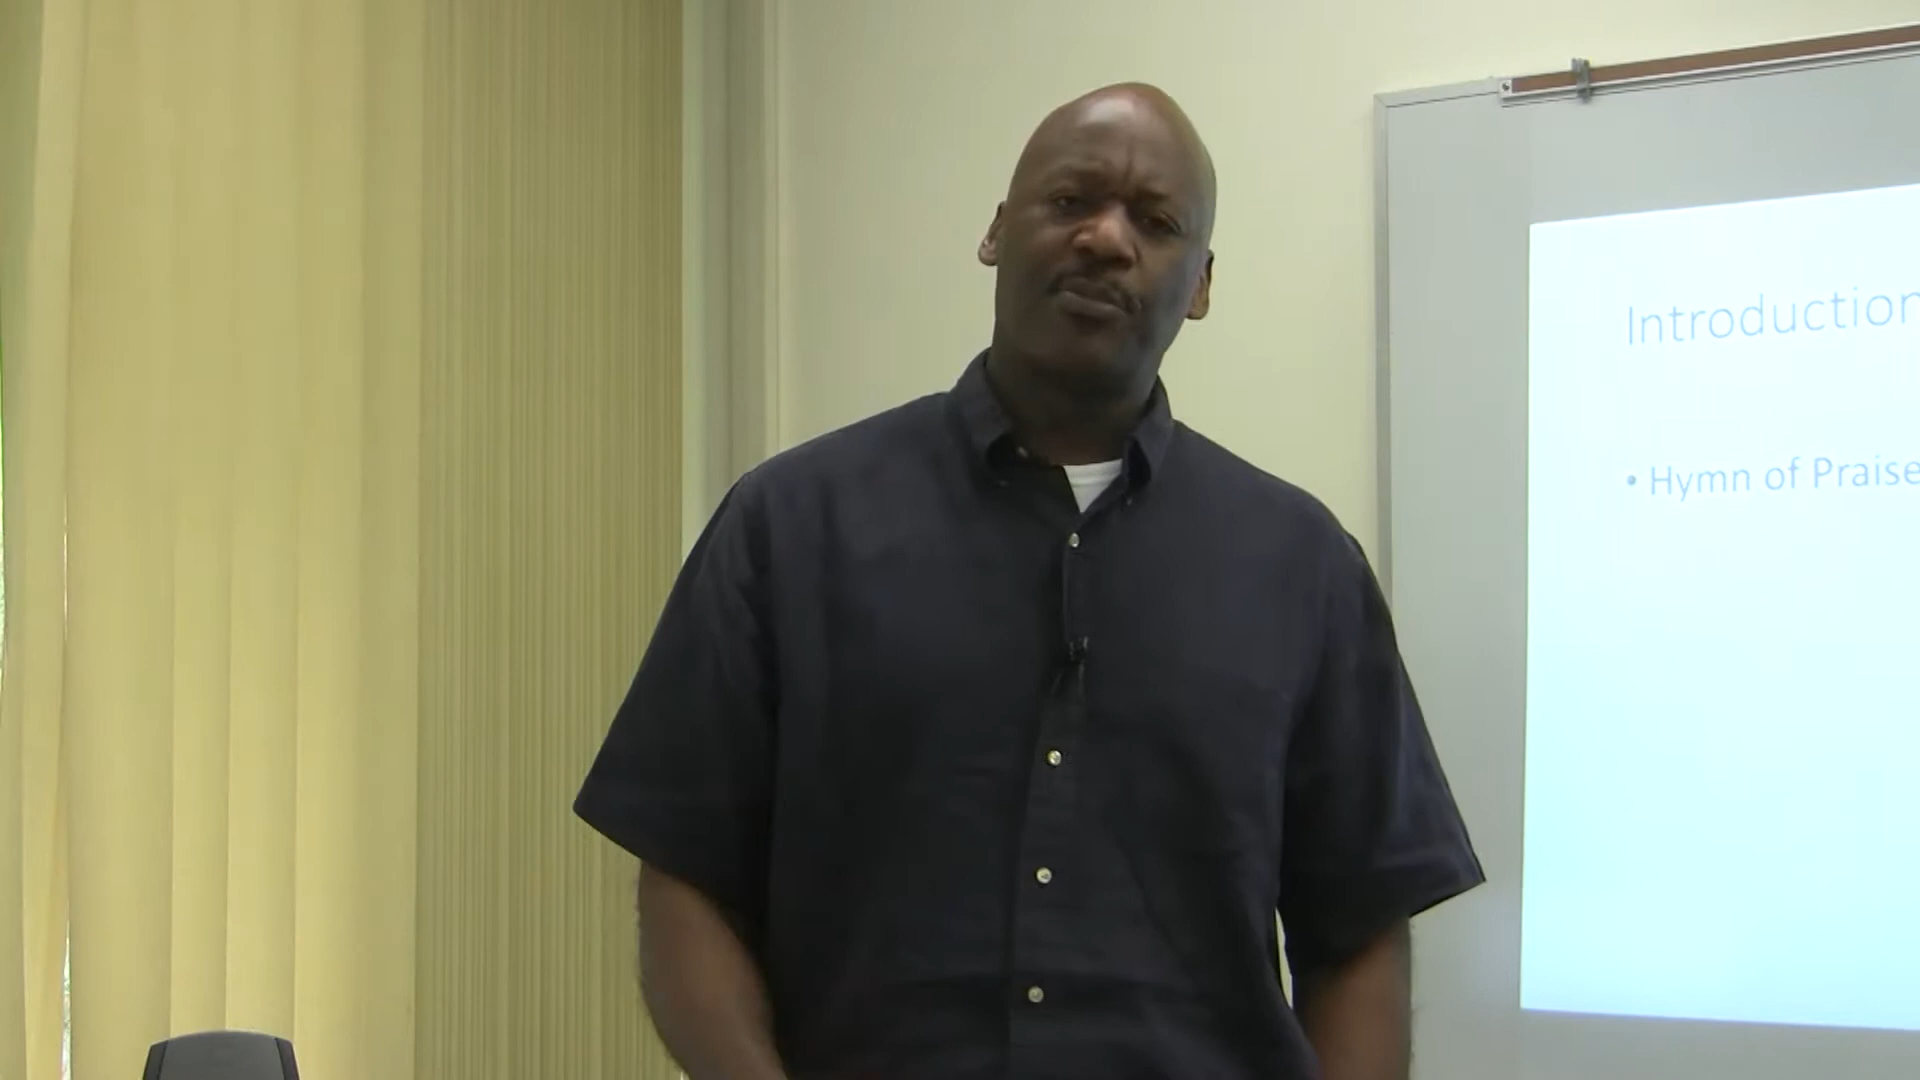 Introduction
• Hymn of Praise